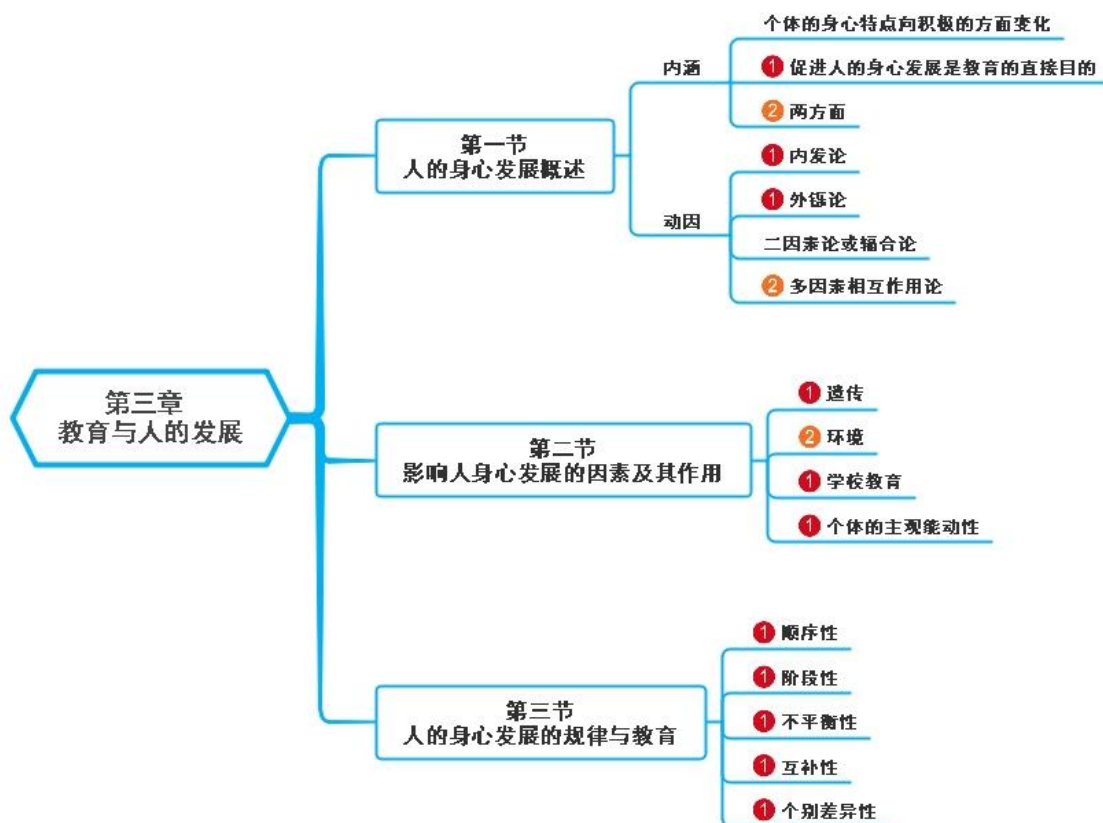 第三章
教育与人的发展
第一节
人的身心发展概述
内涵
个体的身心特点向积极的方面变化
1 促进人的身心发展是教育的直接目的
2 两方面
动因
1 内发论
1 外铄论
二因素论或辐合论
2 多因素相互作用论
第二节
影响人身心发展的因素及其作用
1 遗传
2 环境
1 学校教育
1 个体的主观能动性
第三节
人的身心发展的规律与教育
1 顺序性
1 阶段性
1 不平衡性
1 互补性
1 个别差异性